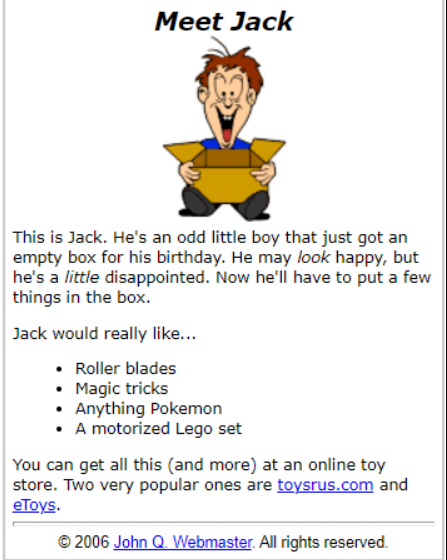 Meet Jack
This is Jack. He's an odd little boy that just got an
empty box for his birthday. He may look happy, but
he's a little disappointed. Now he'll have to put a few
things in the box.
Jack would really like...
• Roller blades
• Magic tricks
• Anything Pokemon
• A motorized Lego set
You can get all this (and more) at an online toy
store. Two very popular ones are toysrus.com and
eToys.
© 2006 John Q. Webmaster. All rights reserved.